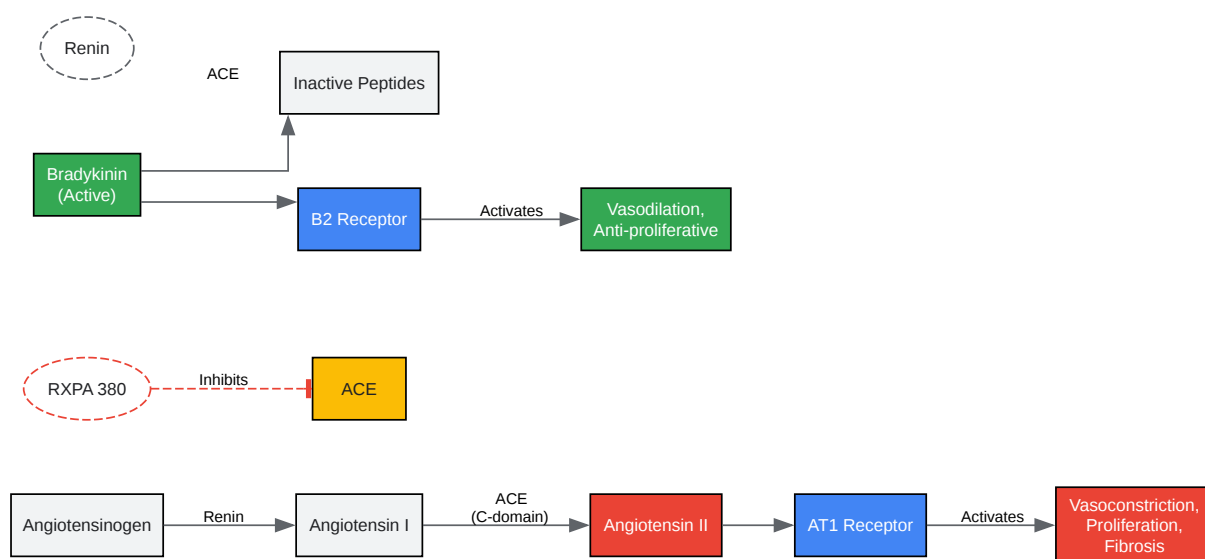 Renin
ACE
Inactive Peptides
Bradykinin
(Active)
B2 Receptor
Activates
Vasodilation,
Anti-proliferative
RXPA 380
Inhibits
ACE
Angiotensinogen
Renin
Angiotensin I
ACE
(C-domain)
Angiotensin II
AT1 Receptor
Activates
Vasoconstriction,
Proliferation,
Fibrosis